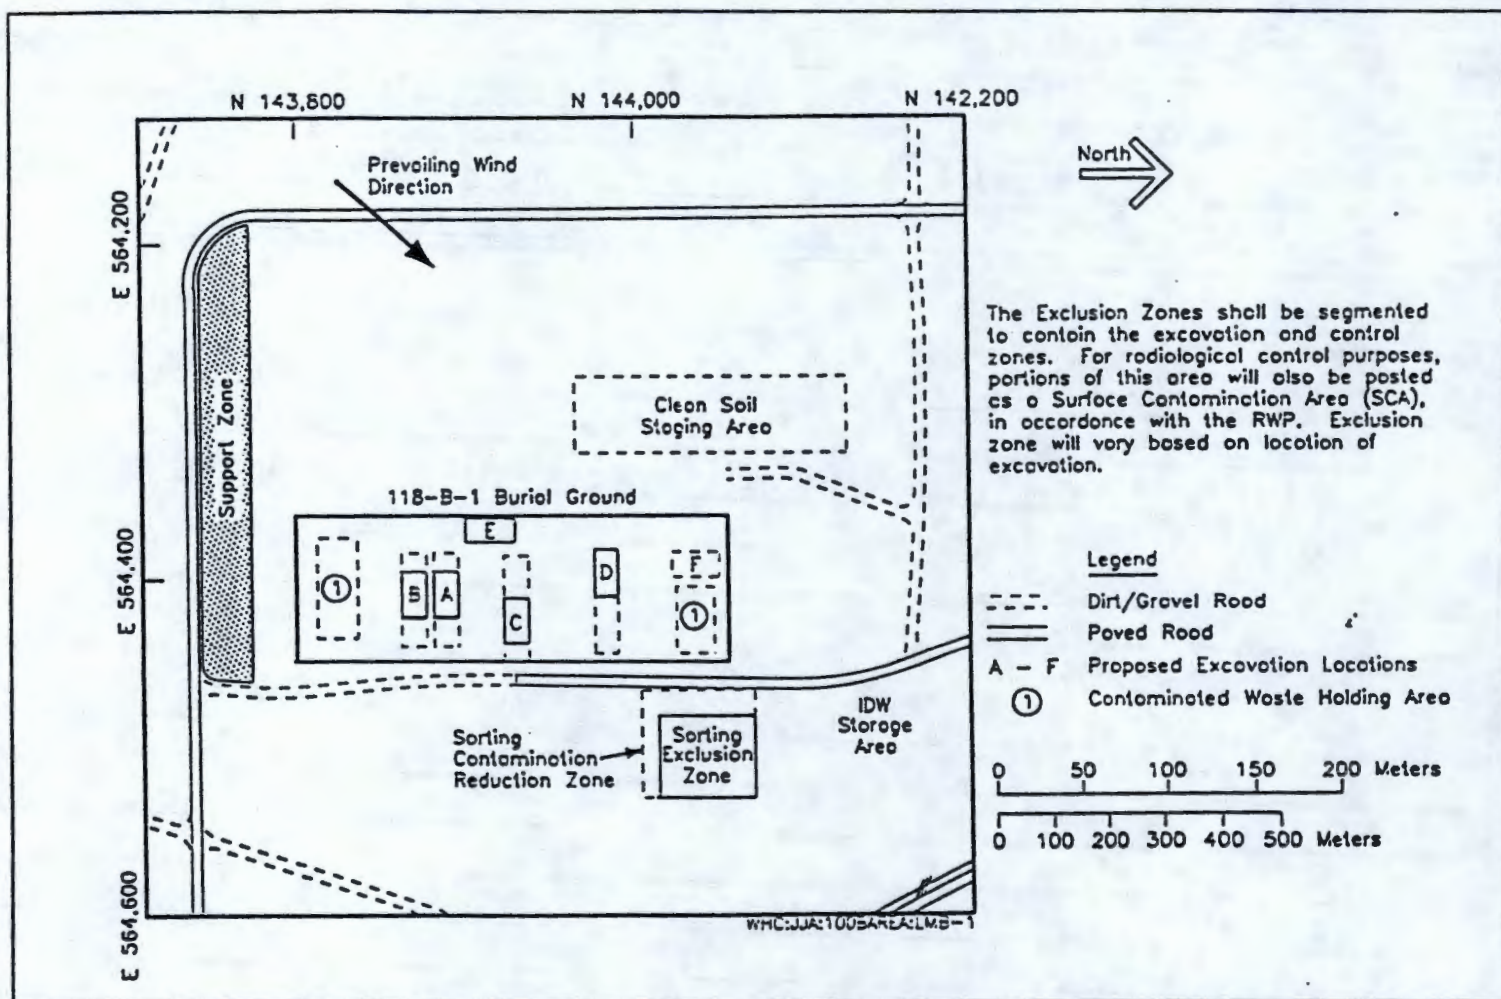 N 143,800
N 144,000
N 142,200
Prevailing Wind
Direction
North
E 564,200
The Exclusion Zones shall be segmented
to contain the excavation and control
zones. For radiological control purposes,
portions of this area will also be posted
as a Surface Contamination Area (SCA),
in accordance with the RWP. Exclusion
zone will vary based on location of
excavation.
Support Zone
Clean Soil
Staging Area
118-B-1 Burial Ground
E 564,400
1
B
A
E
C
D
F
1
Legend
Dirt/Gravel Road
Paved Road
A - F Proposed Excavation Locations
1 Contaminated Waste Holding Area
Sorting
Contamination
Reduction Zone
Sorting
Exclusion
Zone
IDW
Storage
Area
0 50 100 150 200 Meters
0 100 200 300 400 500 Meters
E 564,600
WHC:JJA:100BAREA:LMB-1